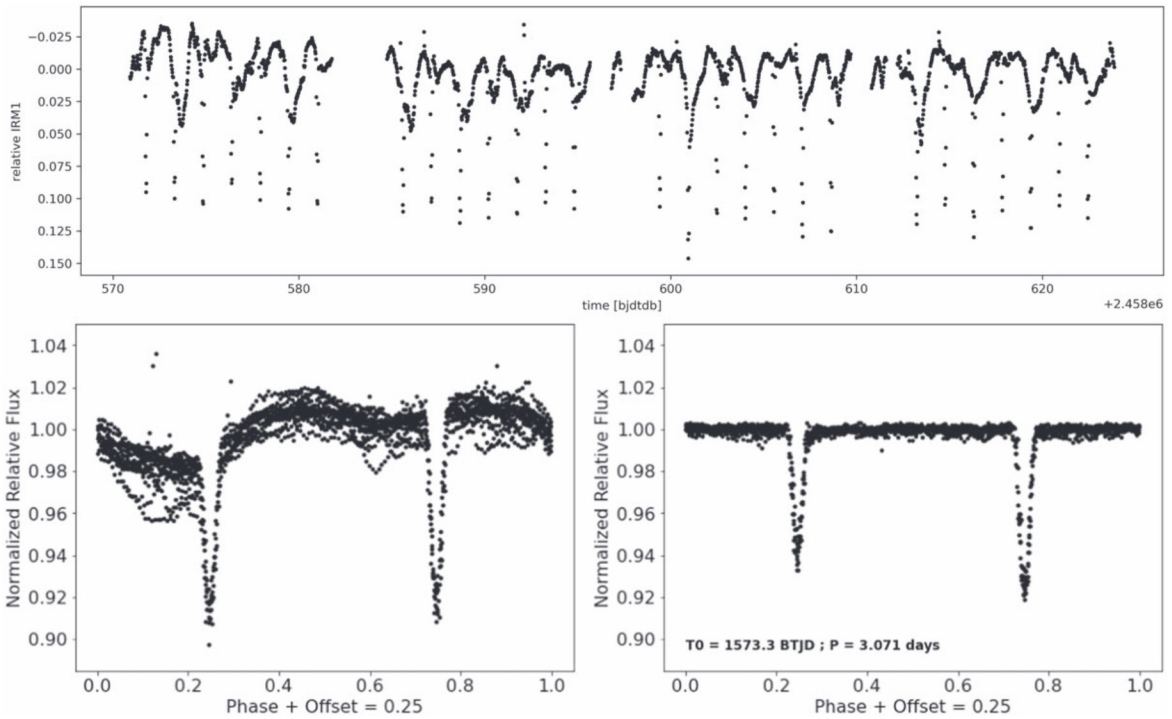 −0.025
0.000
0.025
0.050
0.075
0.100
0.125
0.150
relative IRM1
570 580 590 600 610 620
time [bjdtdb]
+2.458e6
1.04
1.02
1.00
0.98
0.96
0.94
0.92
0.90
Normalized Relative Flux
0.0 0.2 0.4 0.6 0.8 1.0
Phase + Offset = 0.25
1.04
1.02
1.00
0.98
0.96
0.94
0.92
0.90
Normalized Relative Flux
T0 = 1573.3 BTJD ; P = 3.071 days
0.0 0.2 0.4 0.6 0.8 1.0
Phase + Offset = 0.25